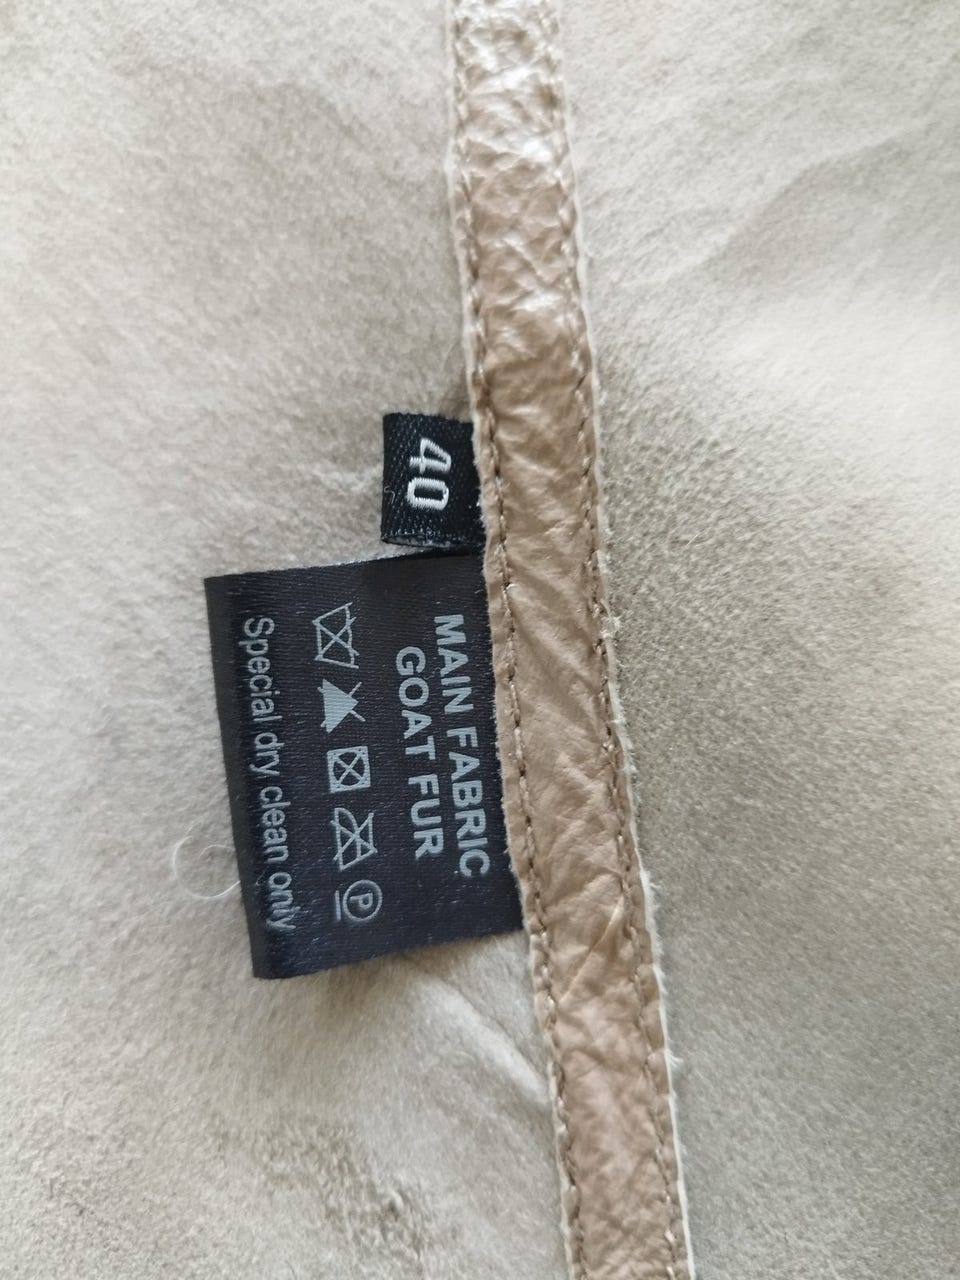 40
MAIN FABRIC
GOAT FUR
P
Special dry clean only